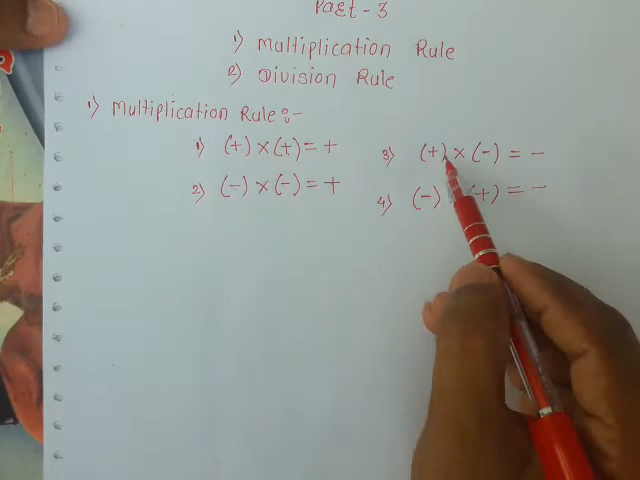 Part - 3
1) Multiplication Rule
2) Division Rule
1) Multiplication Rule :-
1) (+) × (+) = +
2) (-) × (-) = +
3) (+) × (-) = -
4) (-) × (+) = -